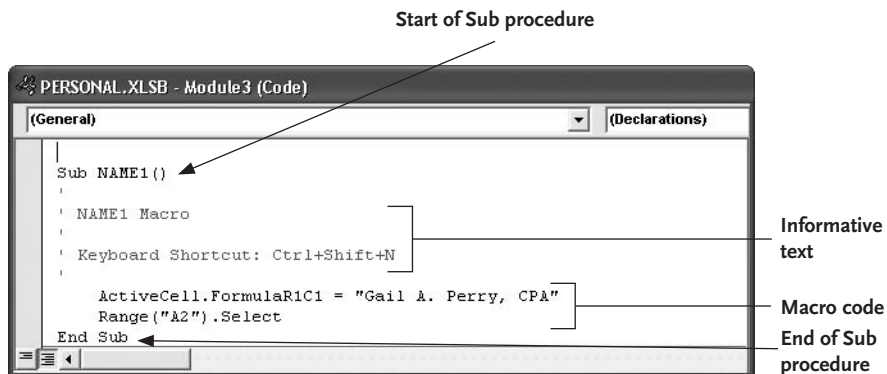 Start of Sub procedure
PERSONAL.XLSB - Module3 (Code)
(General)
(Declarations)
Sub NAME1()
'
' NAME1 Macro
'
' Keyboard Shortcut: Ctrl+Shift+N
'
Informative
text
ActiveCell.FormulaR1C1 = "Gail A. Perry, CPA"
Range("A2").Select
Macro code
End Sub
End of Sub
procedure